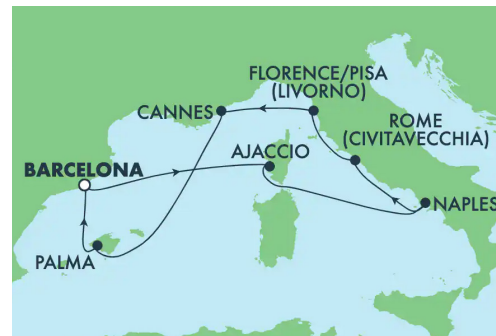 FLORENCE/PISA
(LIVORNO)
CANNES
ROME
(CIVITAVECCHIA)
AJACCIO
BARCELONA
NAPLES
PALMA